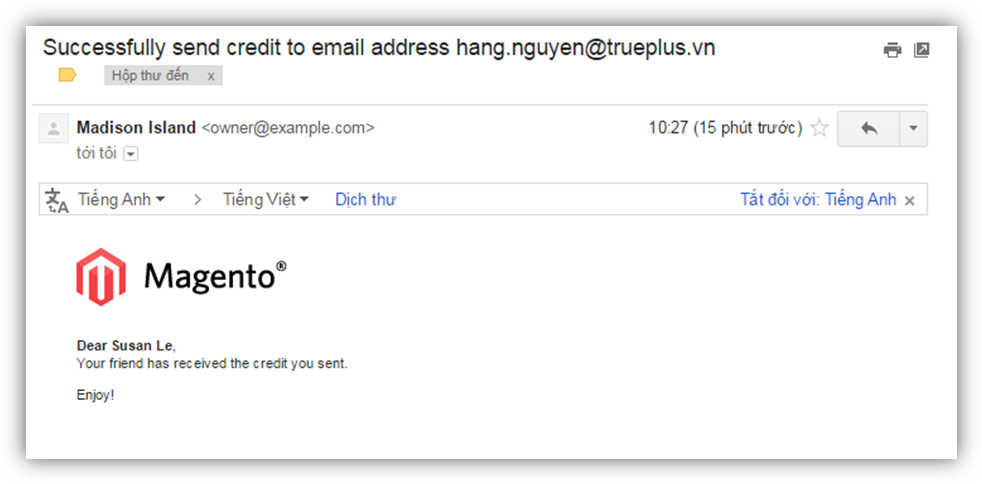 Successfully send credit to email address hang.nguyen@trueplus.vn
Hộp thư đến x
Madison Island <owner@example.com> 10:27 (15 phút trước)
tới tôi
Tiếng Anh > Tiếng Việt Dịch thư Tắt đối với: Tiếng Anh ×
Magento®
Dear Susan Le,
Your friend has received the credit you sent.
Enjoy!